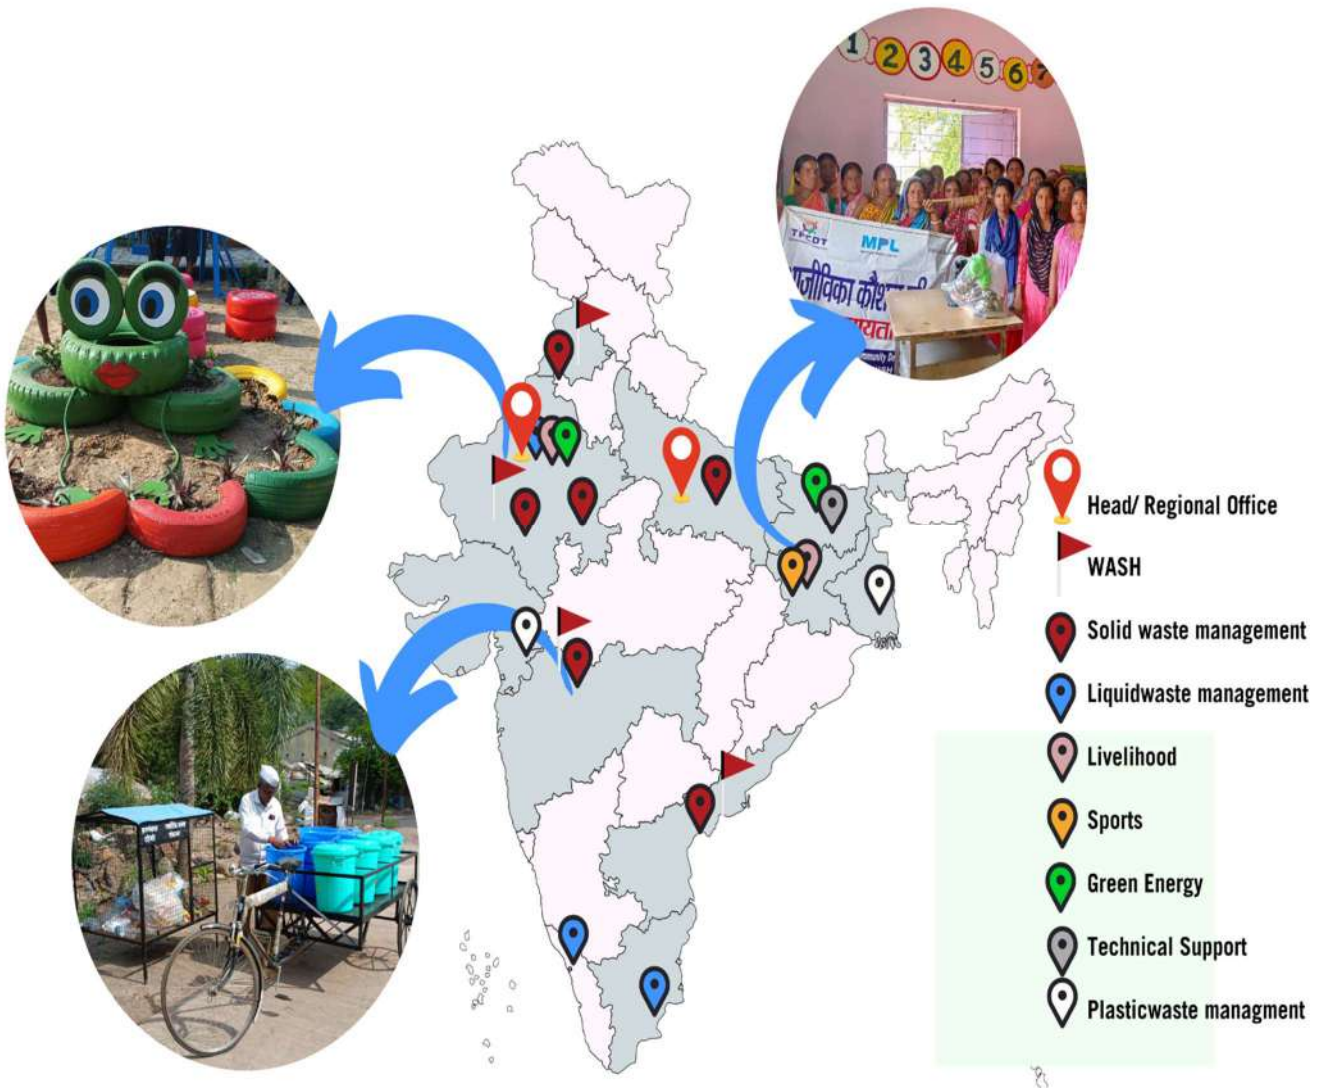 1 2 3 4 5 6 7
TPCDT
MPL
Head/ Regional Office
WASH
Solid waste management
Liquidwaste management
Livelihood
Sports
Green Energy
Technical Support
Plasticwaste managment